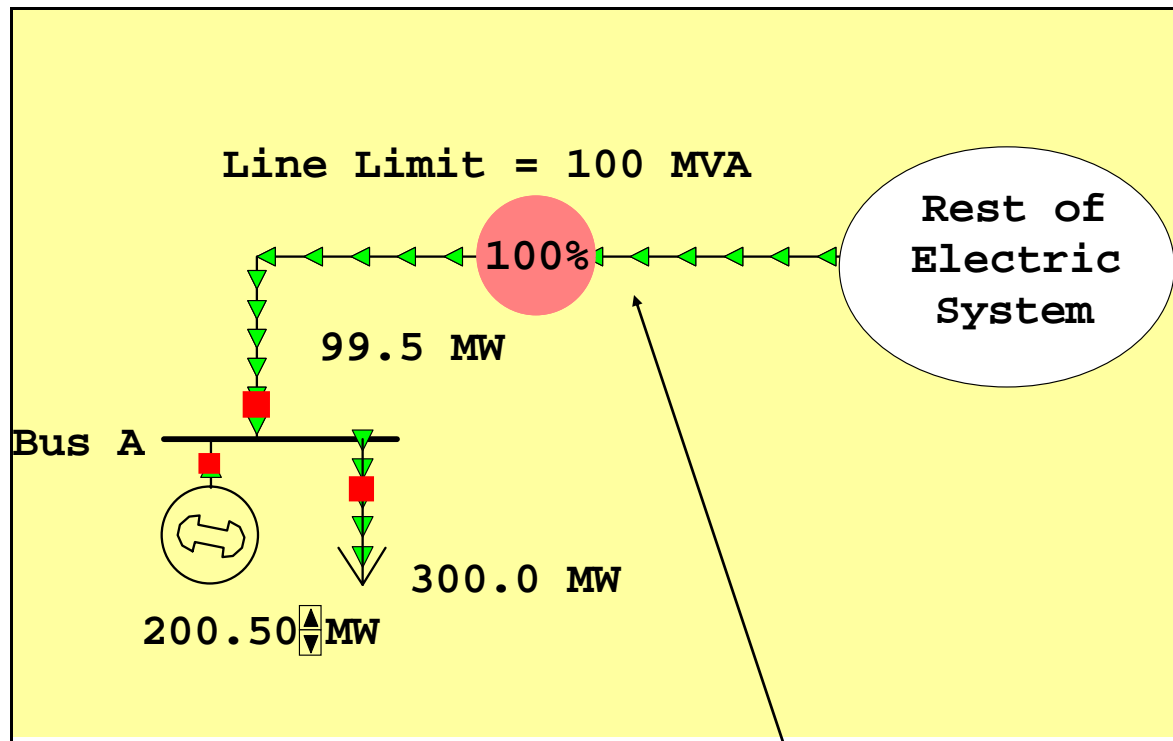 Line Limit = 100 MVA
Rest of
Electric
System
100%
99.5 MW
Bus A
300.0 MW
200.50 MW